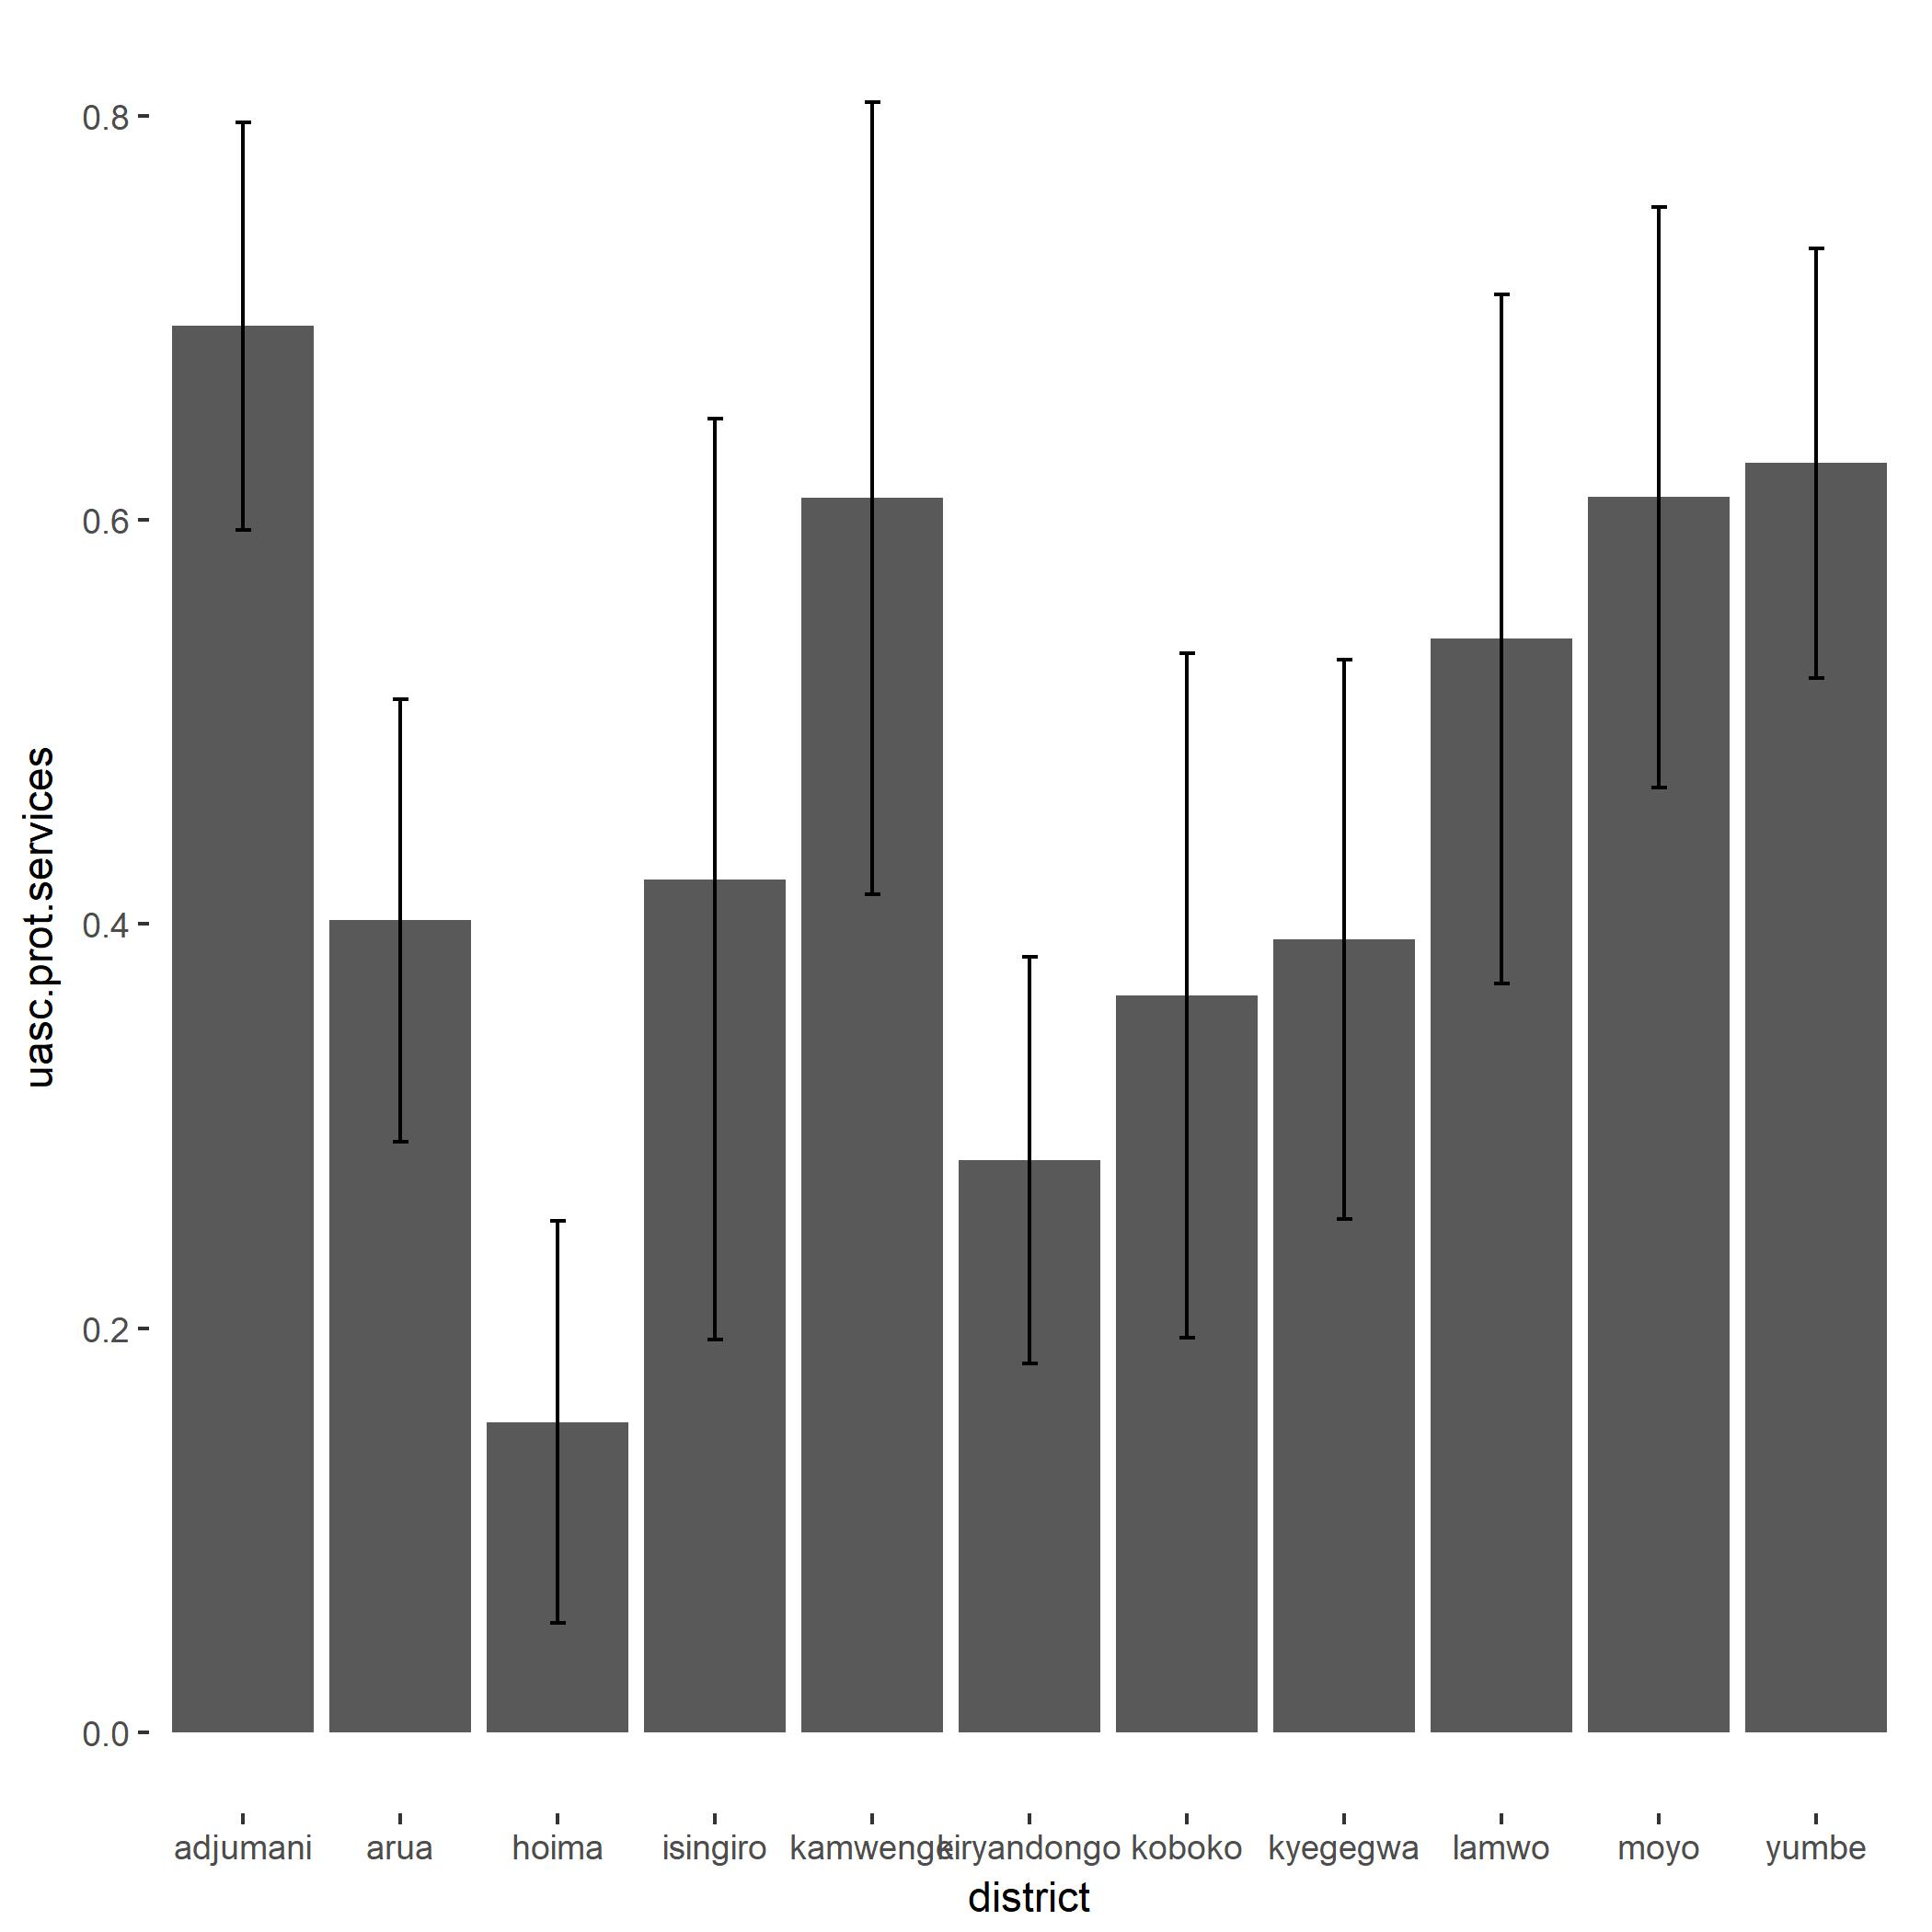 uasc.prot.services
0.8
0.6
0.4
0.2
0.0
adjumani arua hoima isingiro kamwenge kiryandongo koboko kyegegwa lamwo moyo yumbe
district